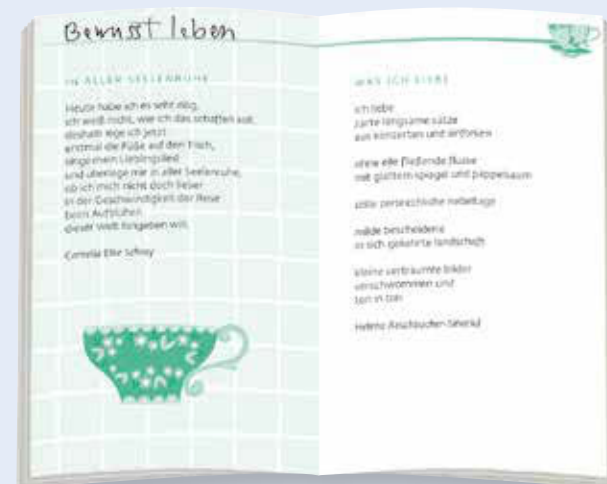 Bewusst leben
IN ALLER SEELENRUHE
Heute habe ich es sehr eilig,
ich weiß nicht, wie ich das schaffen soll,
deshalb lege ich jetzt
erstmal die Füße auf den Tisch,
singe mein Lieblingslied
und überlege mir in aller Seelenruhe,
ob ich mich nicht doch lieber
in der Geschwindigkeit der Rose
beim Aufblühen
dieser Welt hingeben will.
Cornelia Elke Schray
WAS ICH LIEBE
ich liebe
zarte langsame sätze
aus konzerten und sinfonien
ohne eile fließende flüsse
mit glattem spiegel und pappelsaum
stille
nebeltage
milde bescheidene
in sich gekehrte landschaft
kleine verträumte bilder
verschwommen und
ton in ton